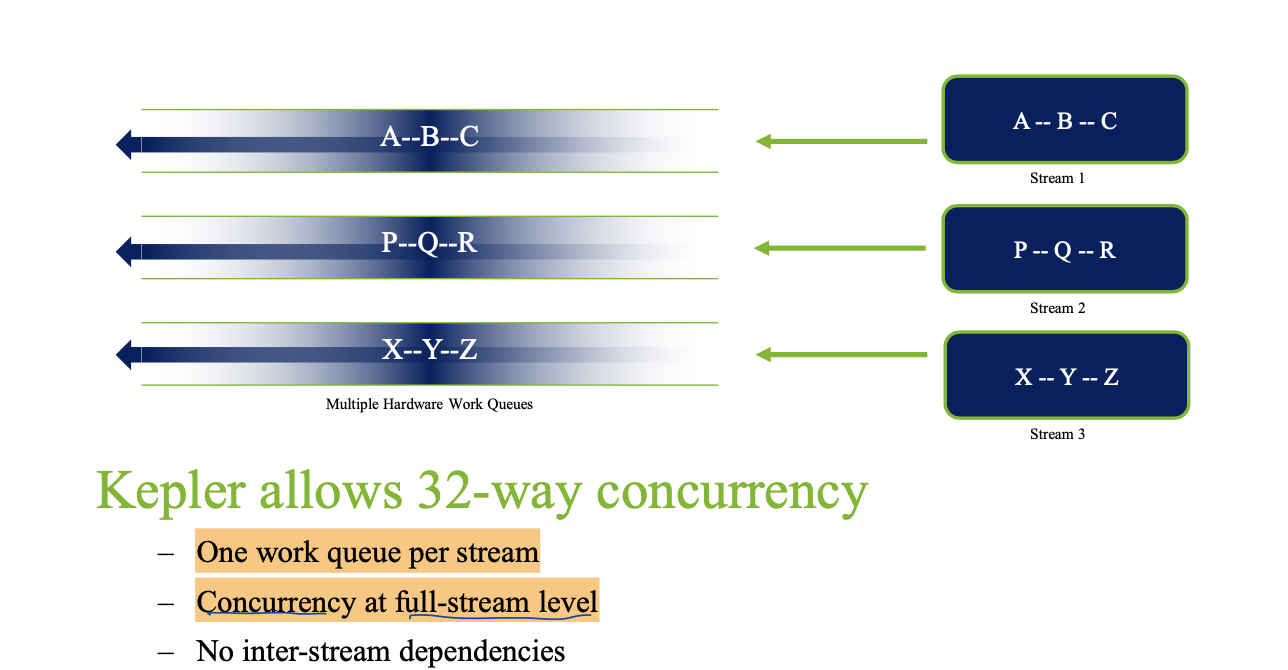 A--B--C
A -- B -- C
Stream 1
P--Q--R
P -- Q -- R
Stream 2
X--Y--Z
X -- Y -- Z
Multiple Hardware Work Queues
Stream 3
Kepler allows 32-way concurrency
– One work queue per stream
– Concurrency at full-stream level
– No inter-stream dependencies